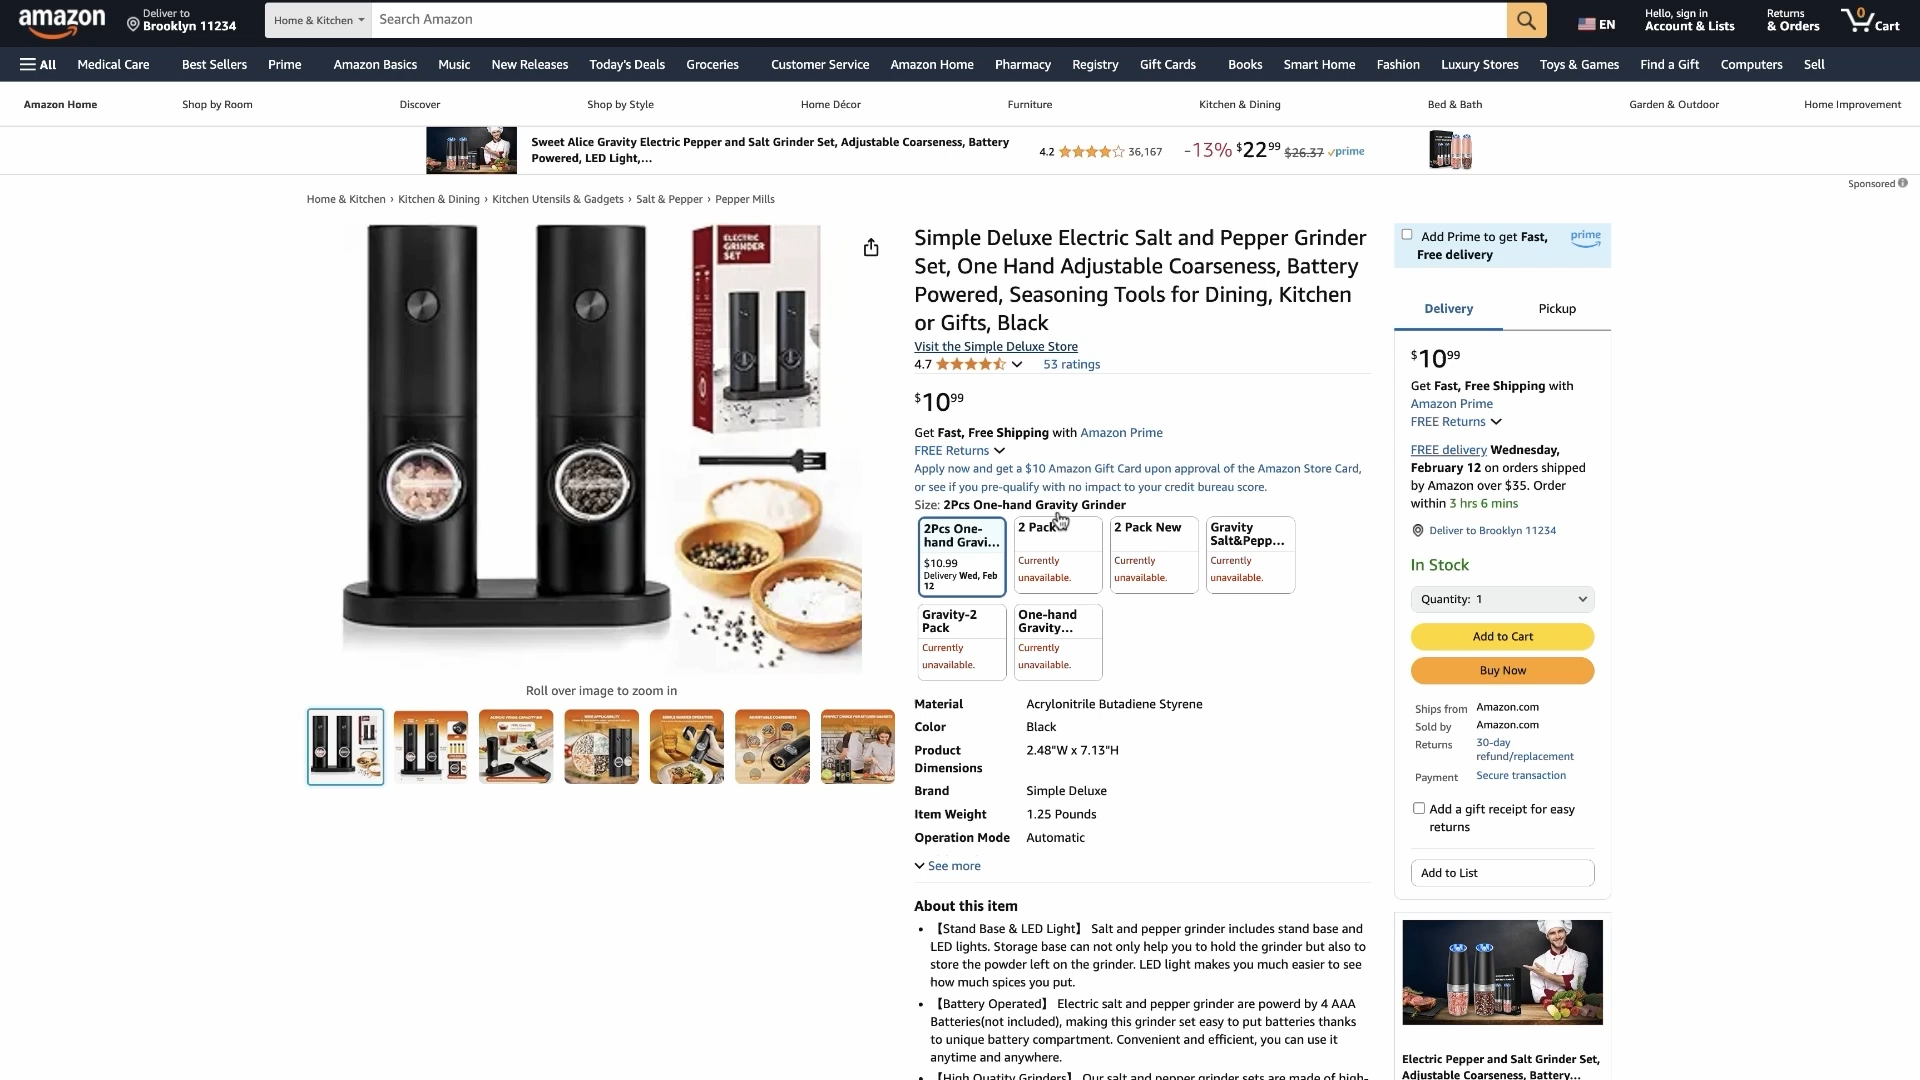 amazon
Deliver to
Brooklyn 11234
Home & Kitchen
Search Amazon
EN
Hello, sign in
Account & Lists
Returns
& Orders
0
Cart
All
Medical Care
Best Sellers
Prime
Amazon Basics
Music
New Releases
Today's Deals
Groceries
Customer Service
Amazon Home
Pharmacy
Registry
Gift Cards
Books
Smart Home
Fashion
Luxury Stores
Toys & Games
Find a Gift
Computers
Sell
Amazon Home
Shop by Room
Discover
Shop by Style
Home Décor
Furniture
Kitchen & Dining
Bed & Bath
Garden & Outdoor
Home Improvement
Sweet Alice Gravity Electric Pepper and Salt Grinder Set, Adjustable Coarseness, Battery
Powered, LED Light,...
4.2
36,167
-13% $22⁹⁹ $26.37 prime
Sponsored
Home & Kitchen › Kitchen & Dining › Kitchen Utensils & Gadgets › Salt & Pepper › Pepper Mills
ELECTRIC
GRINDER
SET
Roll over image to zoom in
Simple Deluxe Electric Salt and Pepper Grinder
Set, One Hand Adjustable Coarseness, Battery
Powered, Seasoning Tools for Dining, Kitchen
or Gifts, Black
Visit the Simple Deluxe Store
4.7
53 ratings
$10⁹⁹
Get Fast, Free Shipping with Amazon Prime
FREE Returns
Apply now and get a $10 Amazon Gift Card upon approval of the Amazon Store Card,
or see if you pre-qualify with no impact to your credit bureau score.
Size: 2Pcs One-hand Gravity Grinder
2Pcs One-
hand Gravi...
$10.99
Delivery Wed, Feb
12
2 Pack
Currently
unavailable.
2 Pack New
Currently
unavailable.
Gravity
Salt&Pepp...
Currently
unavailable.
Gravity-2
Pack
Currently
unavailable.
One-hand
Gravity...
Currently
unavailable.
Material Acrylonitrile Butadiene Styrene
Color Black
Product 2.48"W x 7.13"H
Dimensions
Brand Simple Deluxe
Item Weight 1.25 Pounds
Operation Mode Automatic
See more
About this item
• 【Stand Base & LED Light】 Salt and pepper grinder includes stand base and
LED lights. Storage base can not only help you to hold the grinder but also to
store the powder left on the grinder. LED light makes you much easier to see
how much spices you put.
• 【Battery Operated】 Electric salt and pepper grinder are powerd by 4 AAA
Batteries(not included), making this grinder set easy to put batteries thanks
to unique battery compartment. Convenient and efficient, you can use it
anytime and anywhere.
• 【High Quatity Grinders】 Our salt and pepper grinder sets are made of high-
Add Prime to get Fast,
Free delivery
prime
Delivery
Pickup
$10⁹⁹
Get Fast, Free Shipping with
Amazon Prime
FREE Returns
FREE delivery Wednesday,
February 12 on orders shipped
by Amazon over $35. Order
within 3 hrs 6 mins
Deliver to Brooklyn 11234
In Stock
Quantity: 1
Add to Cart
Buy Now
Ships from Amazon.com
Sold by Amazon.com
Returns 30-day
refund/replacement
Payment Secure transaction
Add a gift receipt for easy
returns
Add to List
Electric Pepper and Salt Grinder Set,
Adjustable Coarseness, Battery...